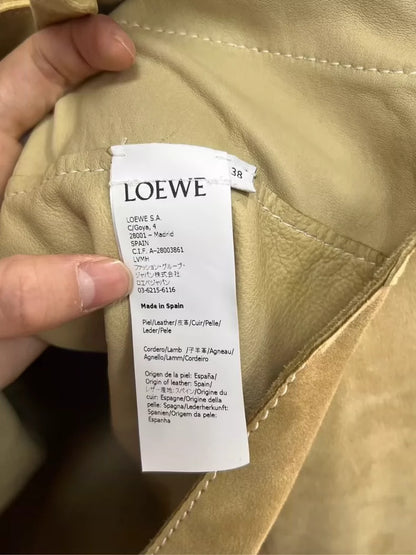 38
LOEWE
LOEWE S.A.
C/Goya, 4
28001 – Madrid
SPAIN
C.I.F. A-28003861
LVMH
ファッション・グループ・
ジャパン株式会社
ロエベジャパン
03-6215-6116
Made in Spain
Piel/Leather/皮革/Cuir/Pelle/
Leder/Pele
Cordero/Lamb /子羊革/Agneau/
Agnello/Lamm/Cordeiro
Origen de la piel: España/
Origin of leather: Spain/
レザー産地：スペイン/Origine du
cuir: Espagne/Origine della
pelle: Spagna/Lederherkunft:
Spanien/Origem da pele:
Espanha